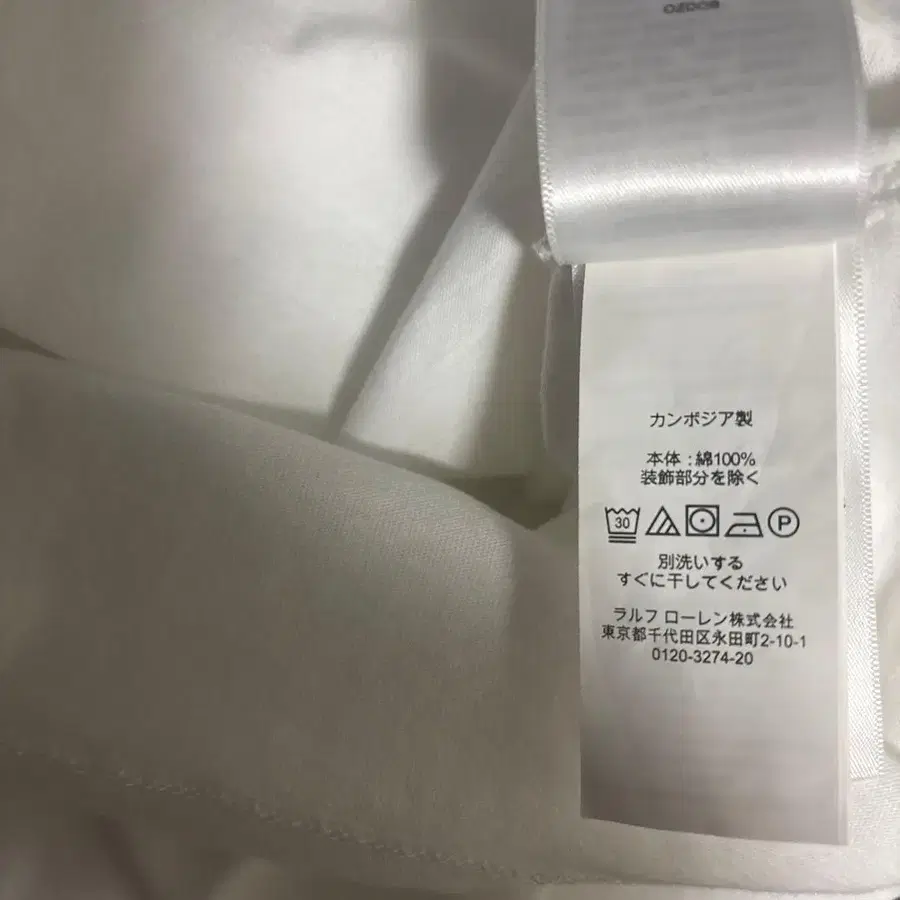 カンボジア製
本体 : 綿100%
装飾部分を除く
30 P
別洗いする
すぐに干してください
ラルフ ローレン株式会社
東京都千代田区永田町2-10-1
0120-3274-20